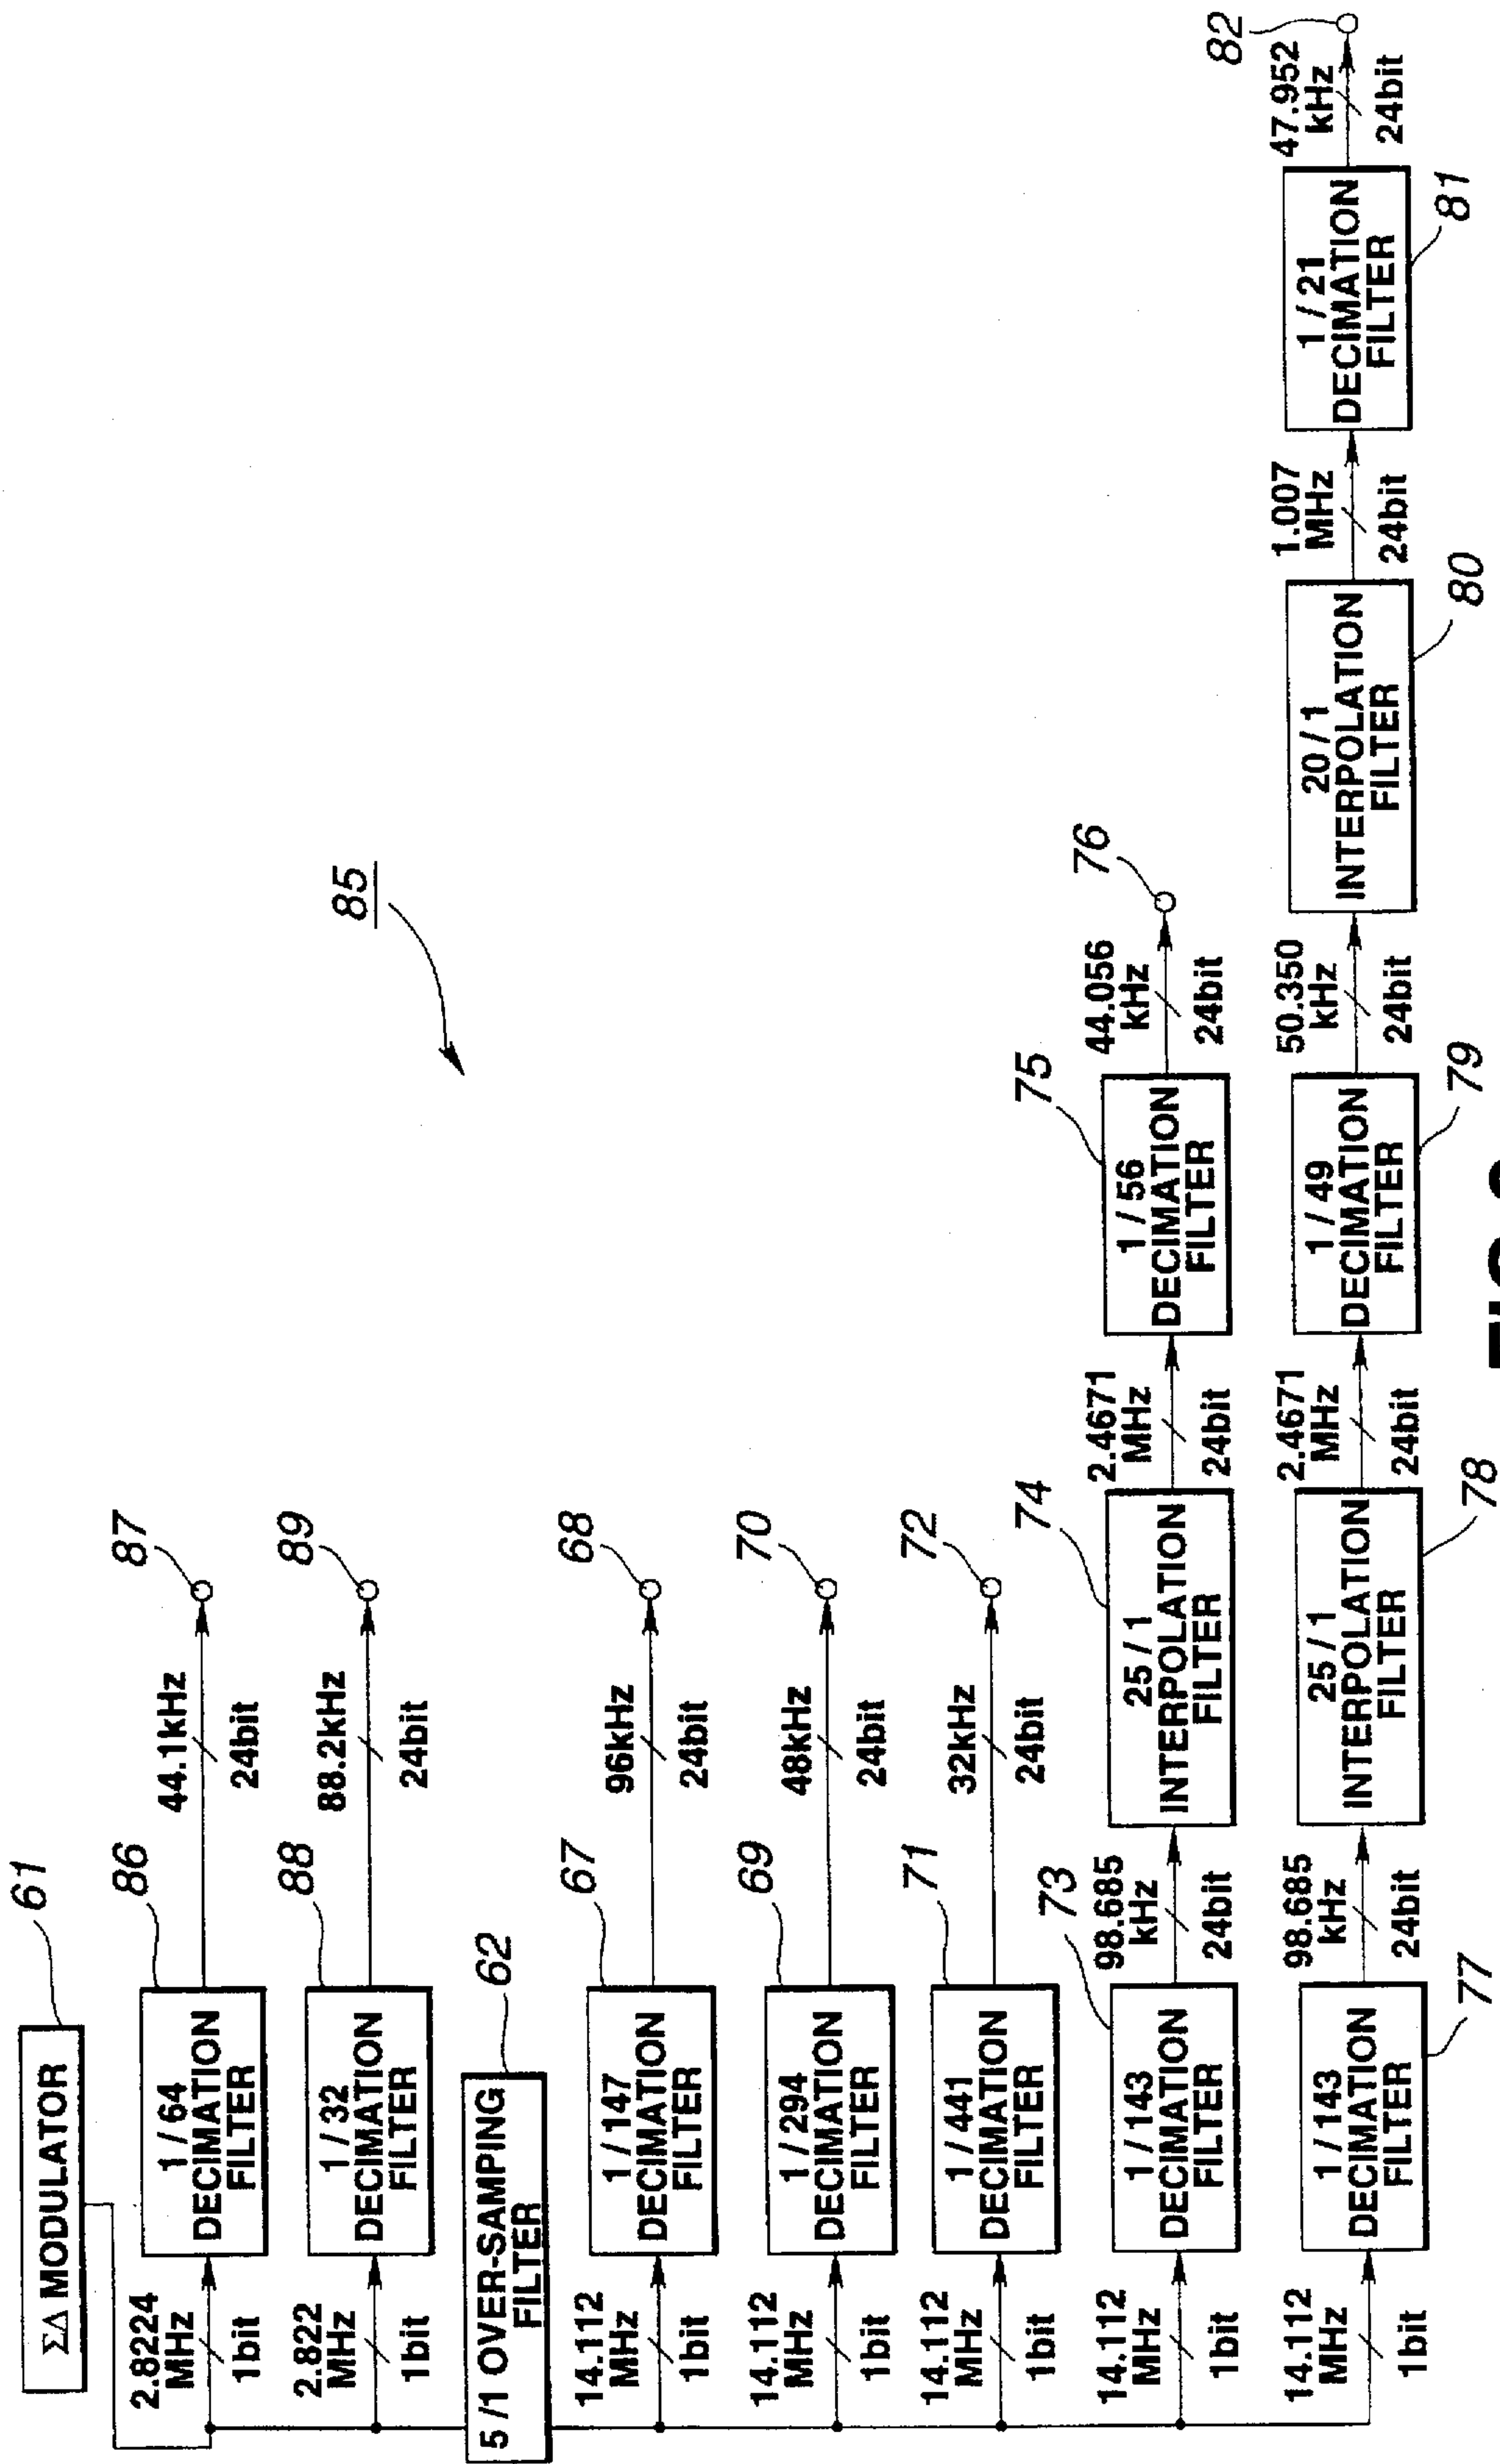 ΣΔ MODULATOR
61
2.8224
MHz
1bit
1 / 64
DECIMATION
FILTER
86
44.1kHz
24bit
87
2.822
MHz
1bit
1 / 32
DECIMATION
FILTER
88
88.2kHz
24bit
89
85
5 /1 OVER-SAMPING
FILTER
62
14.112
MHz
1bit
1 / 147
DECIMATION
FILTER
67
96kHz
24bit
68
14.112
MHz
1bit
1 / 294
DECIMATION
FILTER
69
48kHz
24bit
70
14.112
MHz
1bit
1 / 441
DECIMATION
FILTER
71
32kHz
24bit
72
14.112
MHz
1bit
1 / 143
DECIMATION
FILTER
73
98.685
kHz
24bit
25 / 1
INTERPOLATION
FILTER
74
2.4671
MHz
24bit
1 / 56
DECIMATION
FILTER
75
44.056
kHz
24bit
76
14.112
MHz
1bit
1 / 143
DECIMATION
FILTER
77
98.685
kHz
24bit
25 / 1
INTERPOLATION
FILTER
78
2.4671
MHz
24bit
1 / 49
DECIMATION
FILTER
79
50.350
kHz
24bit
20 / 1
INTERPOLATION
FILTER
80
1.007
MHz
24bit
1 / 21
DECIMATION
FILTER
81
47.952
kHz
24bit
82